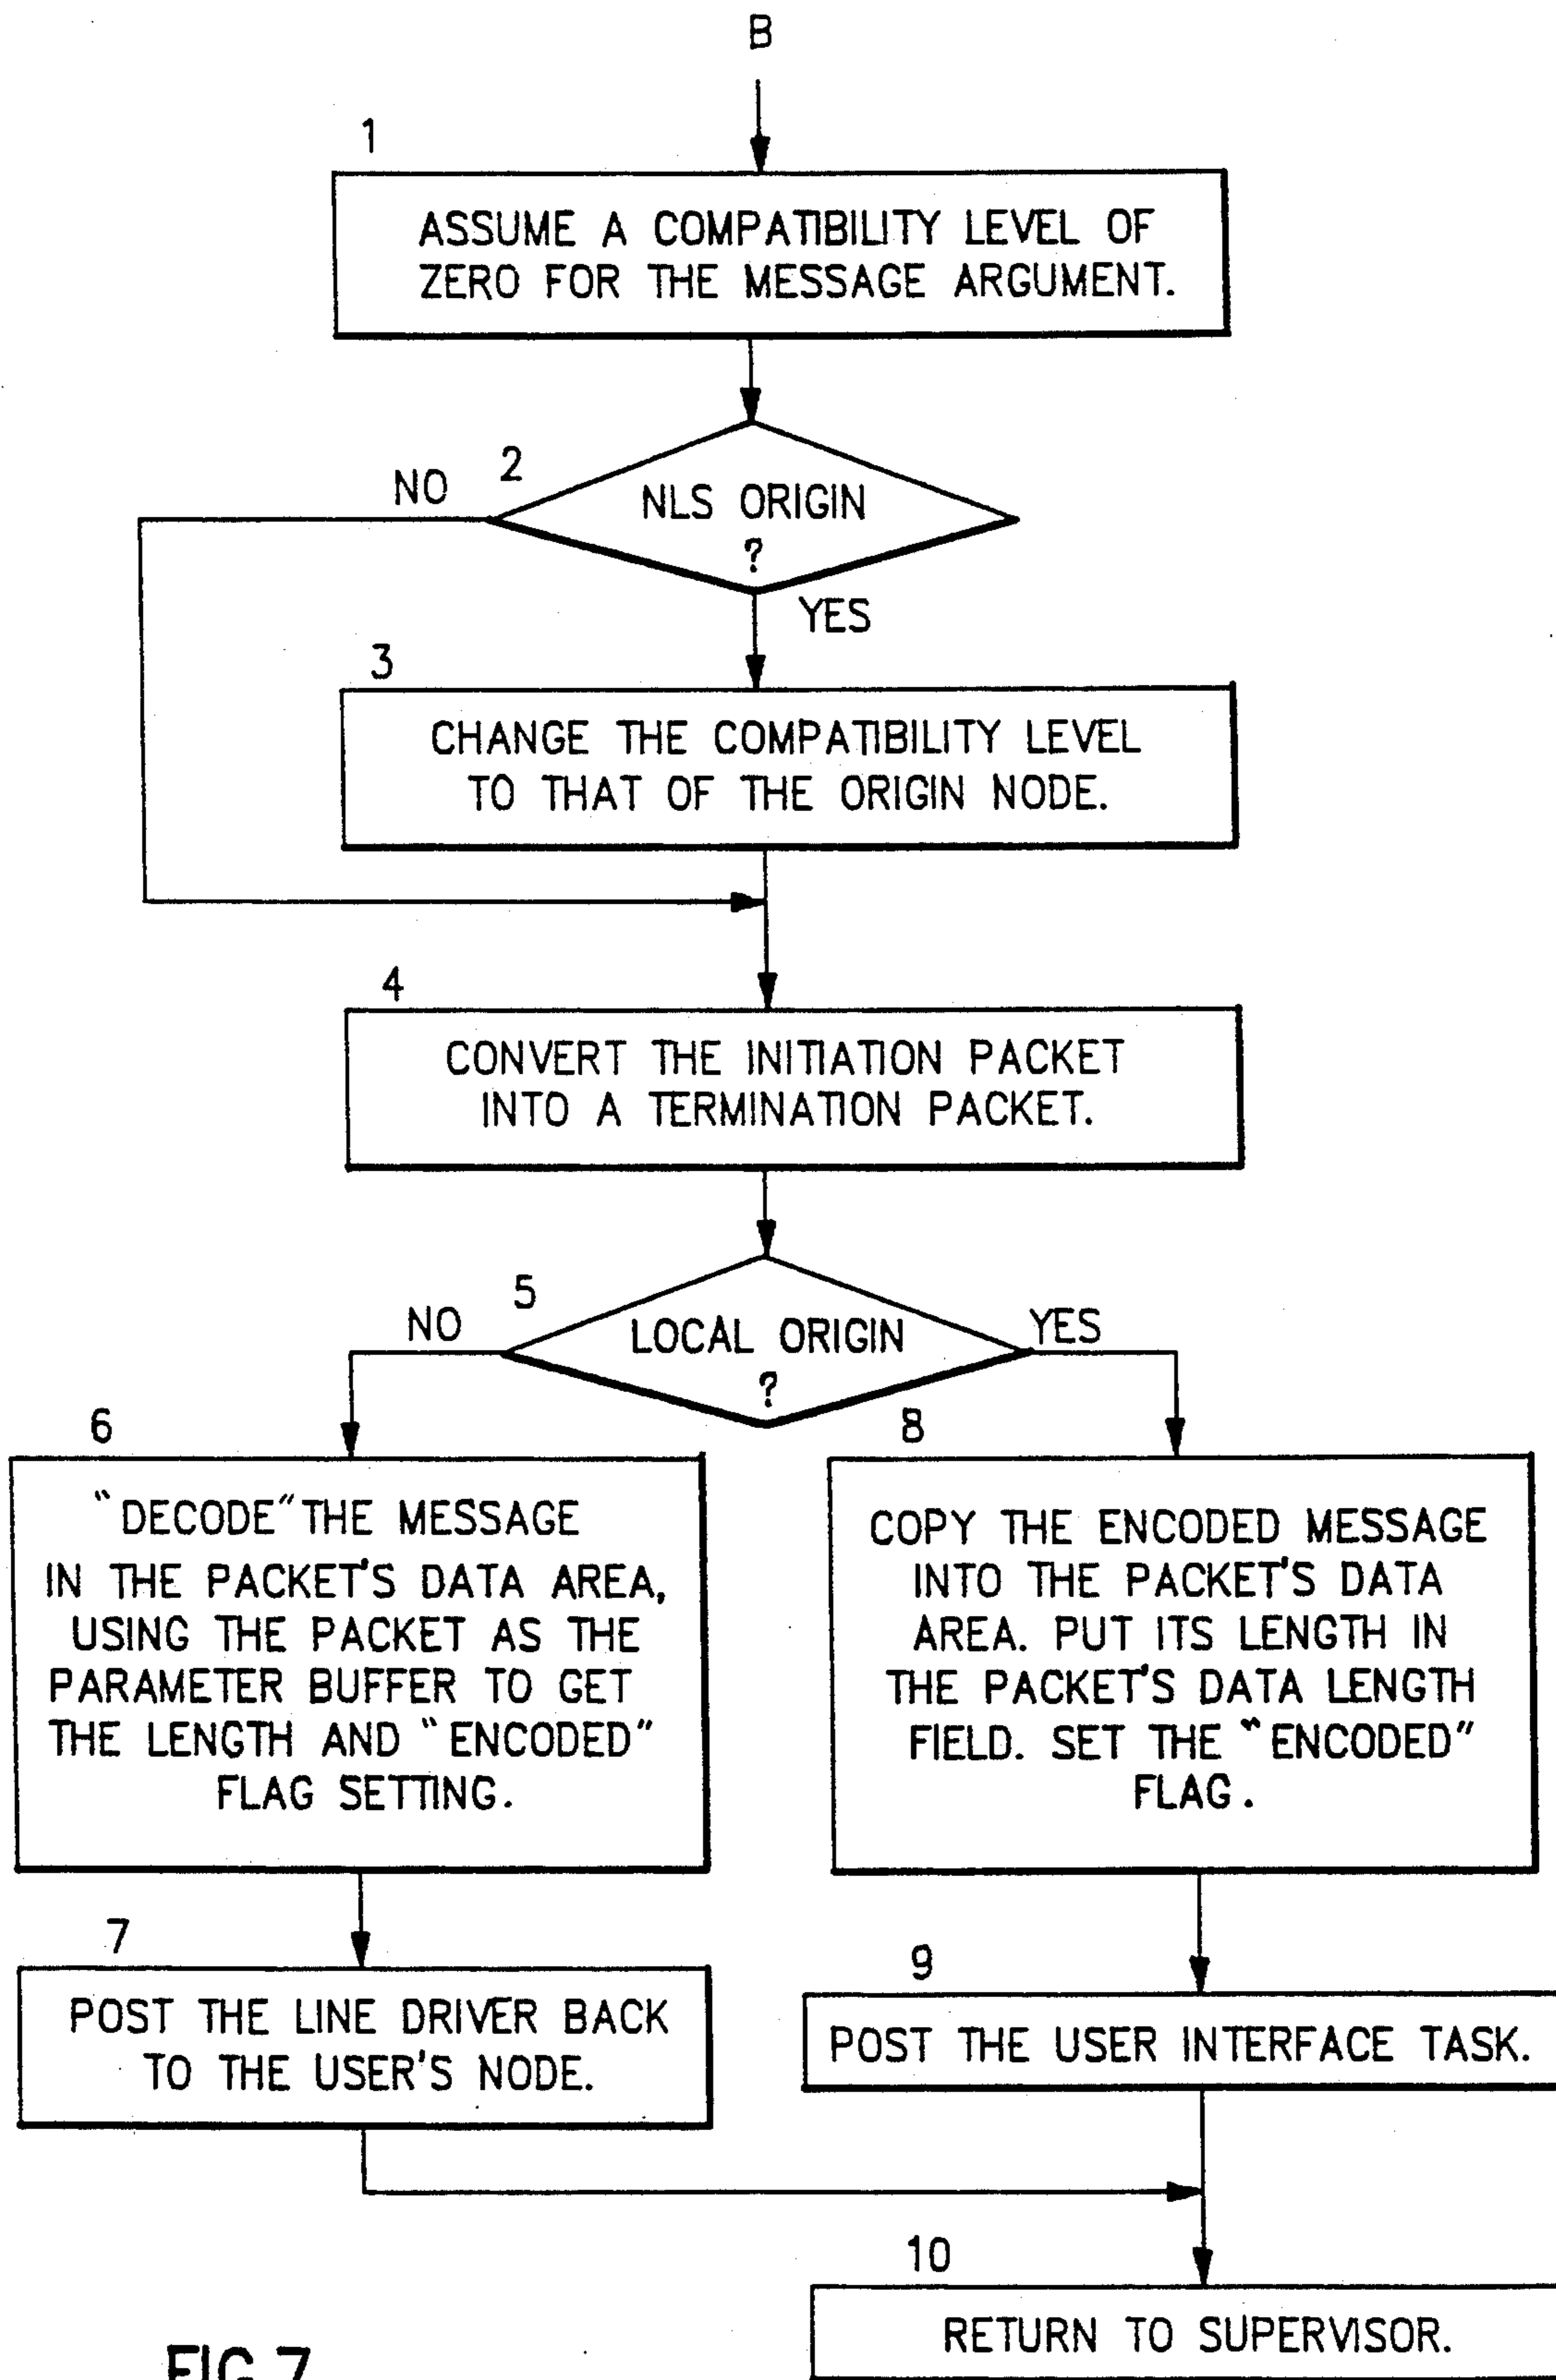 B
1
ASSUME A COMPATIBILITY LEVEL OF
ZERO FOR THE MESSAGE ARGUMENT.
2
NO
NLS ORIGIN
?
YES
3
CHANGE THE COMPATIBILITY LEVEL
TO THAT OF THE ORIGIN NODE.
4
CONVERT THE INITIATION PACKET
INTO A TERMINATION PACKET.
5
NO
LOCAL ORIGIN
?
YES
6
"DECODE" THE MESSAGE
IN THE PACKET'S DATA AREA,
USING THE PACKET AS THE
PARAMETER BUFFER TO GET
THE LENGTH AND "ENCODED"
FLAG SETTING.
8
COPY THE ENCODED MESSAGE
INTO THE PACKET'S DATA
AREA. PUT ITS LENGTH IN
THE PACKET'S DATA LENGTH
FIELD. SET THE "ENCODED"
FLAG.
7
POST THE LINE DRIVER BACK
TO THE USER'S NODE.
9
POST THE USER INTERFACE TASK.
10
RETURN TO SUPERVISOR.
FIG.7